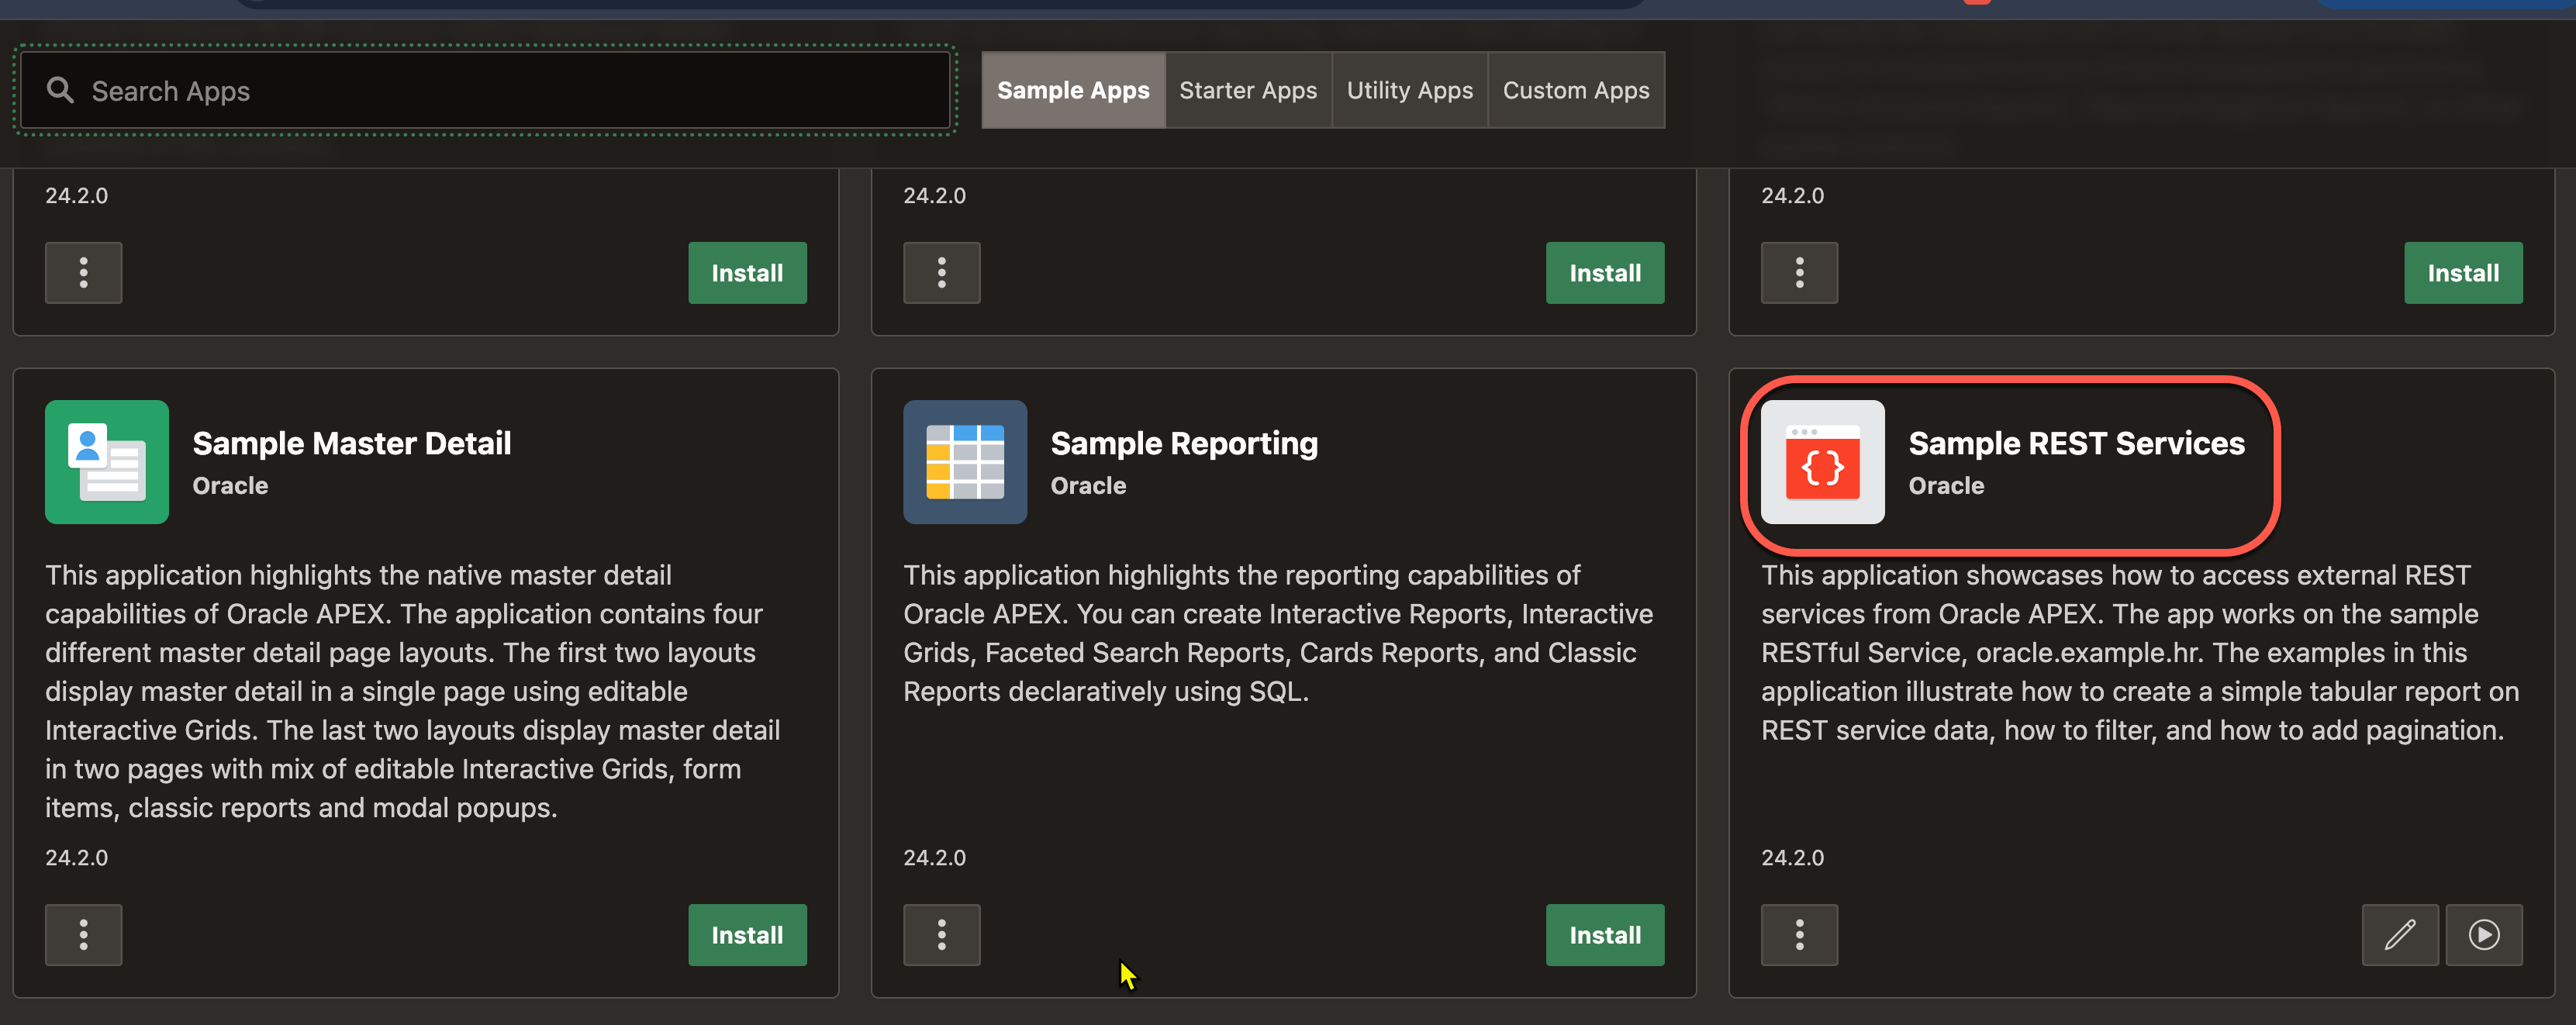 Search Apps
Sample Apps
Starter Apps
Utility Apps
Custom Apps
24.2.0
24.2.0
24.2.0
Install
Install
Install
Sample Master Detail
Oracle
This application highlights the native master detail
capabilities of Oracle APEX. The application contains four
different master detail page layouts. The first two layouts
display master detail in a single page using editable
Interactive Grids. The last two layouts display master detail
in two pages with mix of editable Interactive Grids, form
items, classic reports and modal popups.
24.2.0
Install
Sample Reporting
Oracle
This application highlights the reporting capabilities of
Oracle APEX. You can create Interactive Reports, Interactive
Grids, Faceted Search Reports, Cards Reports, and Classic
Reports declaratively using SQL.
24.2.0
Install
Sample REST Services
Oracle
This application showcases how to access external REST
services from Oracle APEX. The app works on the sample
RESTful Service, oracle.example.hr. The examples in this
application illustrate how to create a simple tabular report on
REST service data, how to filter, and how to add pagination.
24.2.0